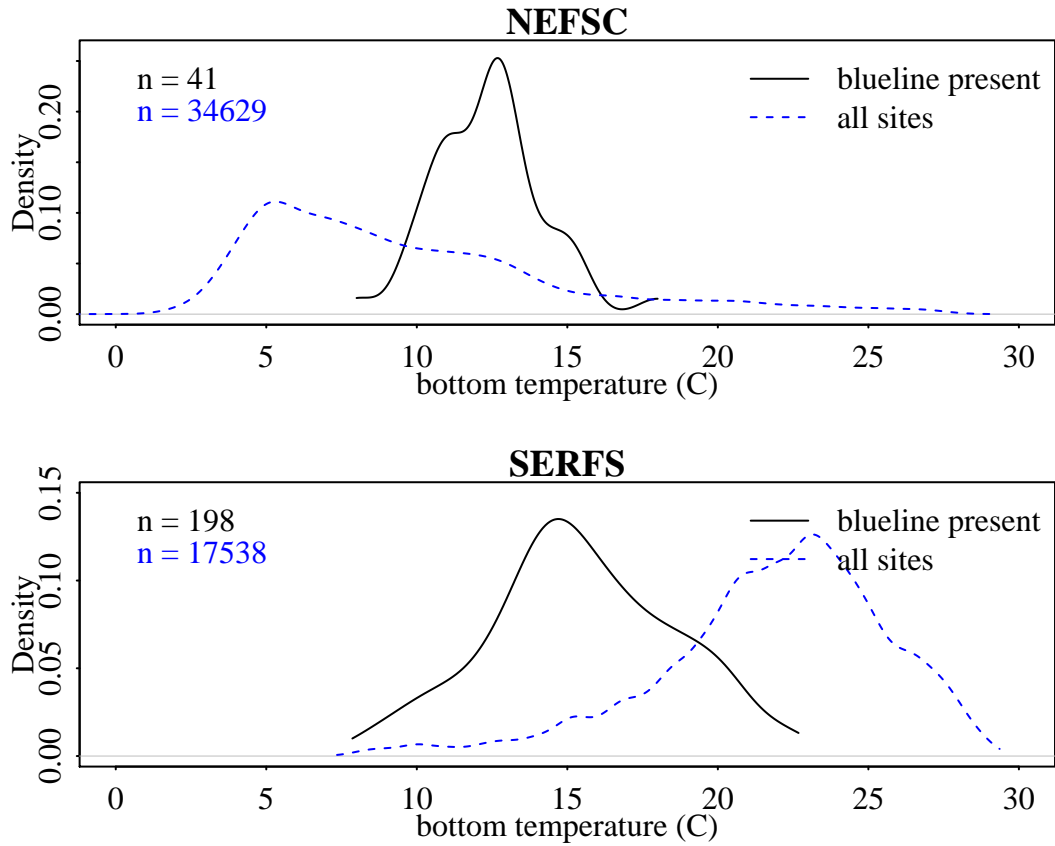 NEFSC
n = 41
n = 34629
blueline present
all sites
Density
0.00 0.10 0.20
0 5 10 15 20 25 30
bottom temperature (C)
SERFS
n = 198
n = 17538
blueline present
all sites
Density
0.00 0.05 0.10 0.15
0 5 10 15 20 25 30
bottom temperature (C)